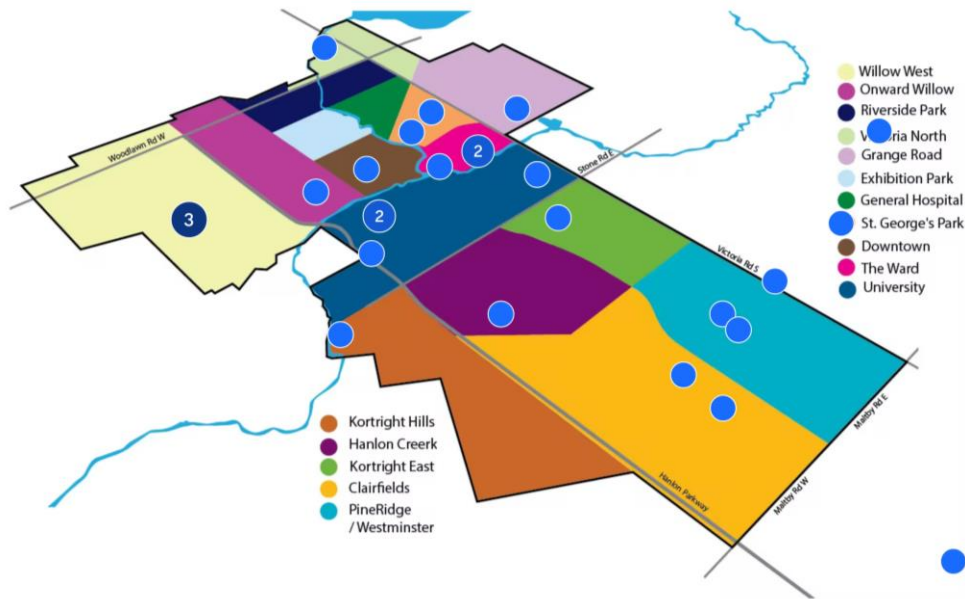 Willow West
Onward Willow
Riverside Park
Grange Road
Exhibition Park
General Hospital
St. George's Park
Downtown
The Ward
University
Woodlawn Rd W
Stone Rd E
2
3
2
Victoria Rd S
Kortright Hills
Hanlon Creerk
Kortright East
Clairfields
PineRidge
/ Westminster
Hanlon Parkway
Maltby Rd E
Maltby Rd W